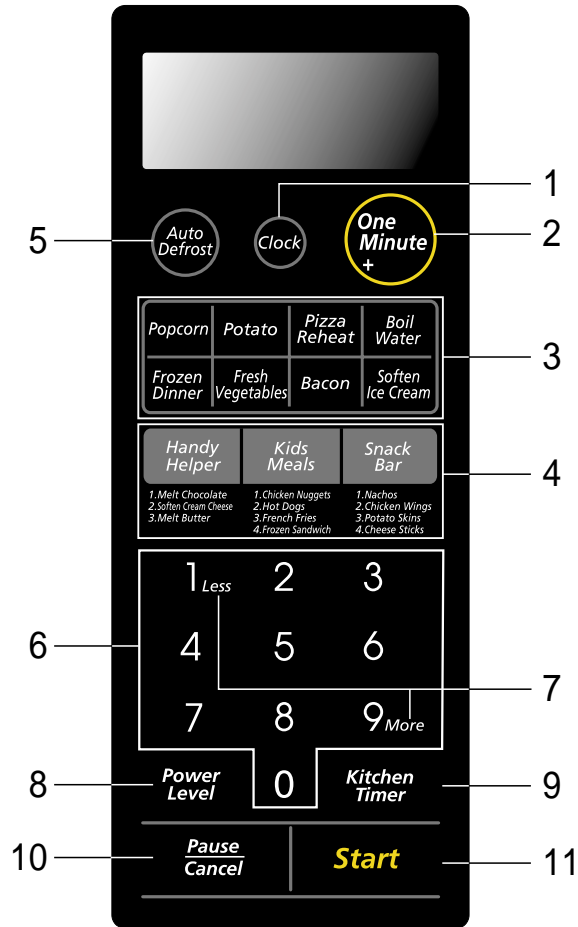 1
5
Auto
Defrost
Clock
One
Minute
+
2
Popcorn
Potato
Pizza
Reheat
Boil
Water
3
Frozen
Dinner
Fresh
Vegetables
Bacon
Soften
Ice Cream
Handy
Helper
Kids
Meals
Snack
Bar
4
1.Melt Chocolate
2.Soften Cream Cheese
3.Melt Butter
1.Chicken Nuggets
2.Hot Dogs
3.French Fries
4.Frozen Sandwich
1.Nachos
2.Chicken Wings
3.Potato Skins
4.Cheese Sticks
1 Less
2
3
6
4
5
6
7
7
8
9 More
8
Power
Level
0
Kitchen
Timer
9
10
Pause
Cancel
Start
11